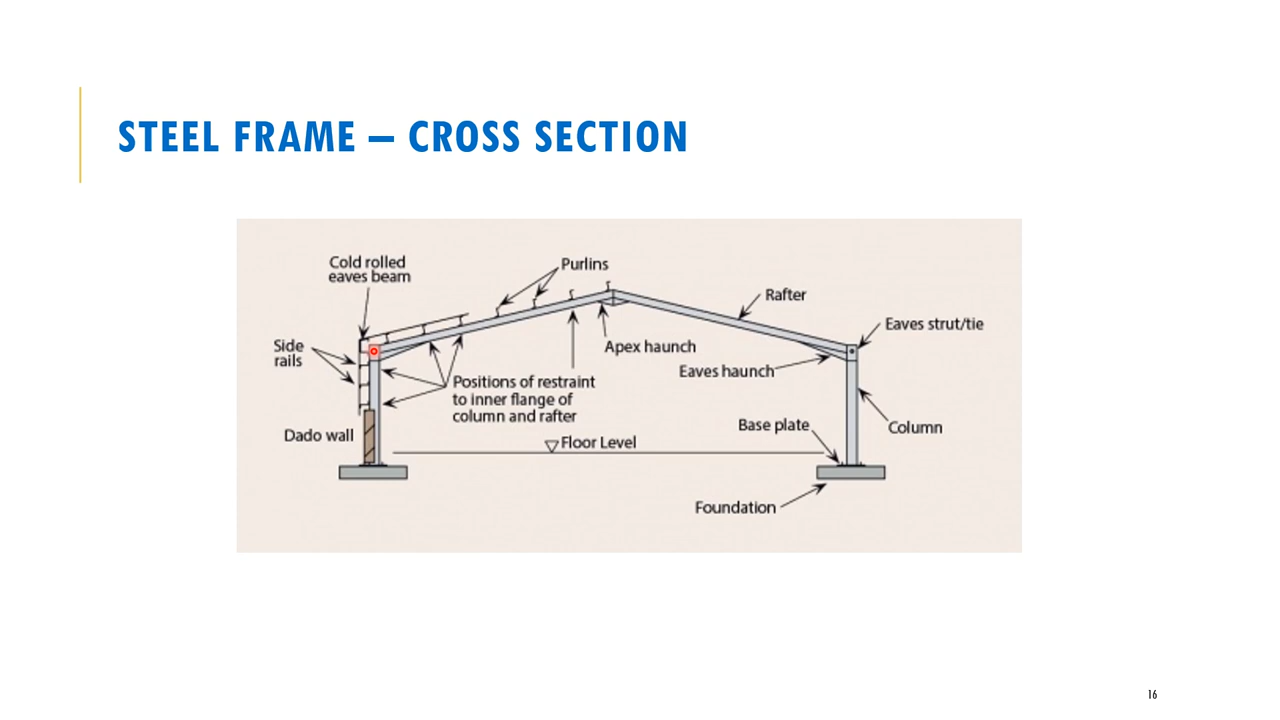 STEEL FRAME – CROSS SECTION
Cold rolled
eaves beam
Purlins
Rafter
Eaves strut/tie
Side
rails
Apex haunch
Eaves haunch
Positions of restraint
to inner flange of
column and rafter
Dado wall
Base plate
Column
Floor Level
Foundation
16